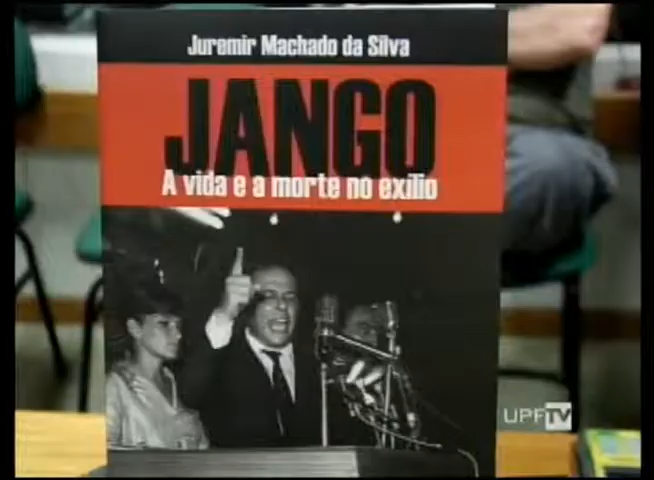 Juremir Machado da Silva
JANGO
A vida e a morte no exílio
UPFTV